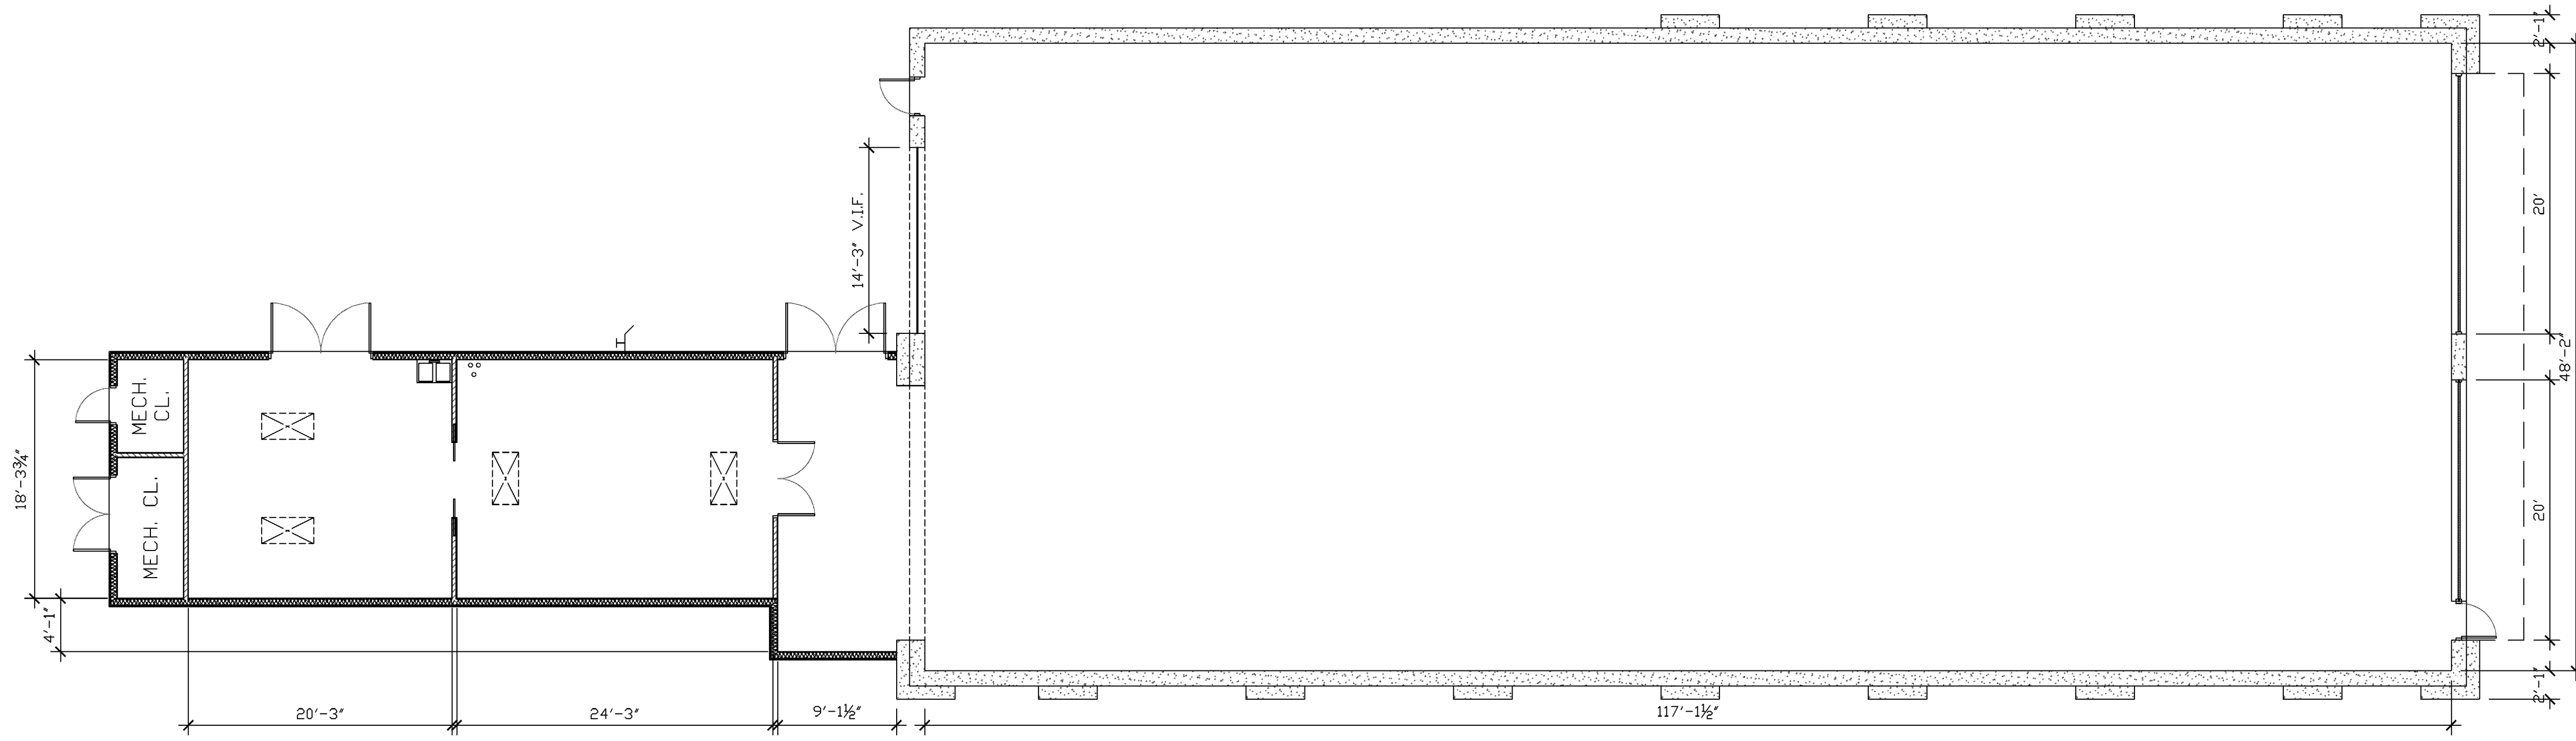 2'-1"
14'-3" V.I.F.
20'
48'-2"
MECH.
CL.
18'-3¾"
MECH. CL.
20'
4'-1"
2'-1"
20'-3"
24'-3"
9'-1½"
117'-1½"